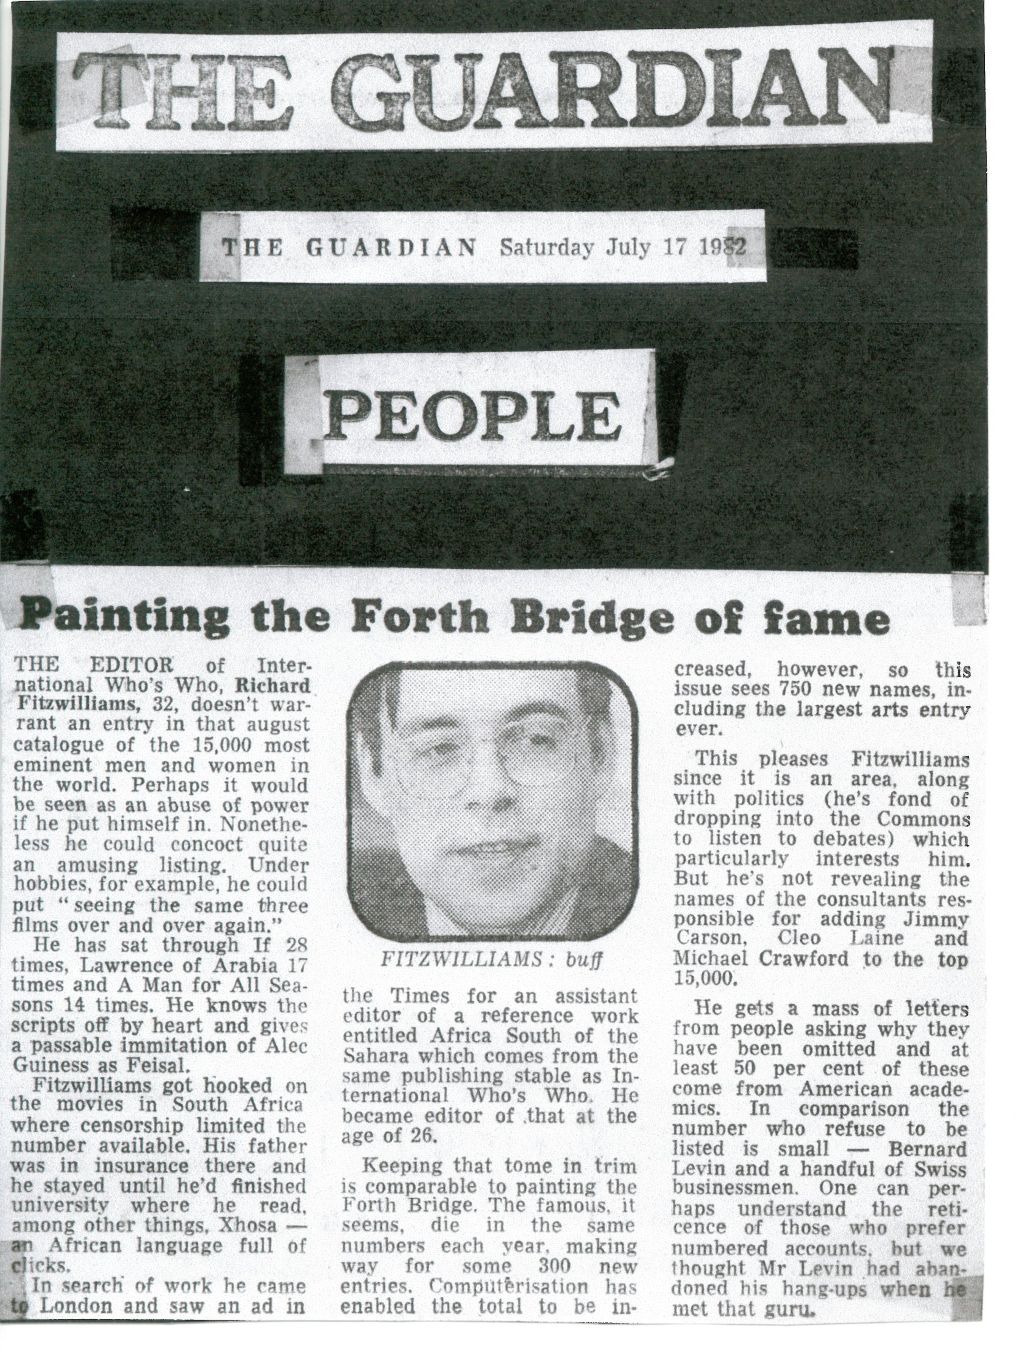 THE GUARDIAN
THE GUARDIAN Saturday July 17 1982
PEOPLE
Painting the Forth Bridge of fame
THE EDITOR of Inter-
national Who's Who, Richard
Fitzwilliams, 32, doesn't war-
rant an entry in that august
catalogue of the 15,000 most
eminent men and women in
the world. Perhaps it would
be seen as an abuse of power
if he put himself in. Nonethe-
less he could concoct quite
an amusing listing. Under
hobbies, for example, he could
put "seeing the same three
films over and over again."
He has sat through If 28
times, Lawrence of Arabia 17
times and A Man for All Sea-
sons 14 times. He knows the
scripts off by heart and gives
a passable immitation of Alec
Guiness as Feisal.
Fitzwilliams got hooked on
the movies in South Africa
where censorship limited the
number available. His father
was in insurance there and
he stayed until he'd finished
university where he read,
among other things, Xhosa —
an African language full of
clicks.
In search of work he came
to London and saw an ad in
FITZWILLIAMS: buff
the Times for an assistant
editor of a reference work
entitled Africa South of the
Sahara which comes from the
same publishing stable as In-
ternational Who's Who. He
became editor of that at the
age of 26.
Keeping that tome in trim
is comparable to painting the
Forth Bridge. The famous, it
seems, die in the same
numbers each year, making
way for some 300 new
entries. Computerisation has
enabled the total to be in-
creased, however, so this
issue sees 750 new names, in-
cluding the largest arts entry
ever.
This pleases Fitzwilliams
since it is an area, along
with politics (he's fond of
dropping into the Commons
to listen to debates) which
particularly interests him.
But he's not revealing the
names of the consultants res-
ponsible for adding Jimmy
Carson, Cleo Laine and
Michael Crawford to the top
15,000.
He gets a mass of letters
from people asking why they
have been omitted and at
least 50 per cent of these
come from American acade-
mics. In comparison the
number who refuse to be
listed is small — Bernard
Levin and a handful of Swiss
businessmen. One can per-
haps understand the reti-
cence of those who prefer
numbered accounts, but we
thought Mr Levin had aban-
doned his hang-ups when he
met that guru.